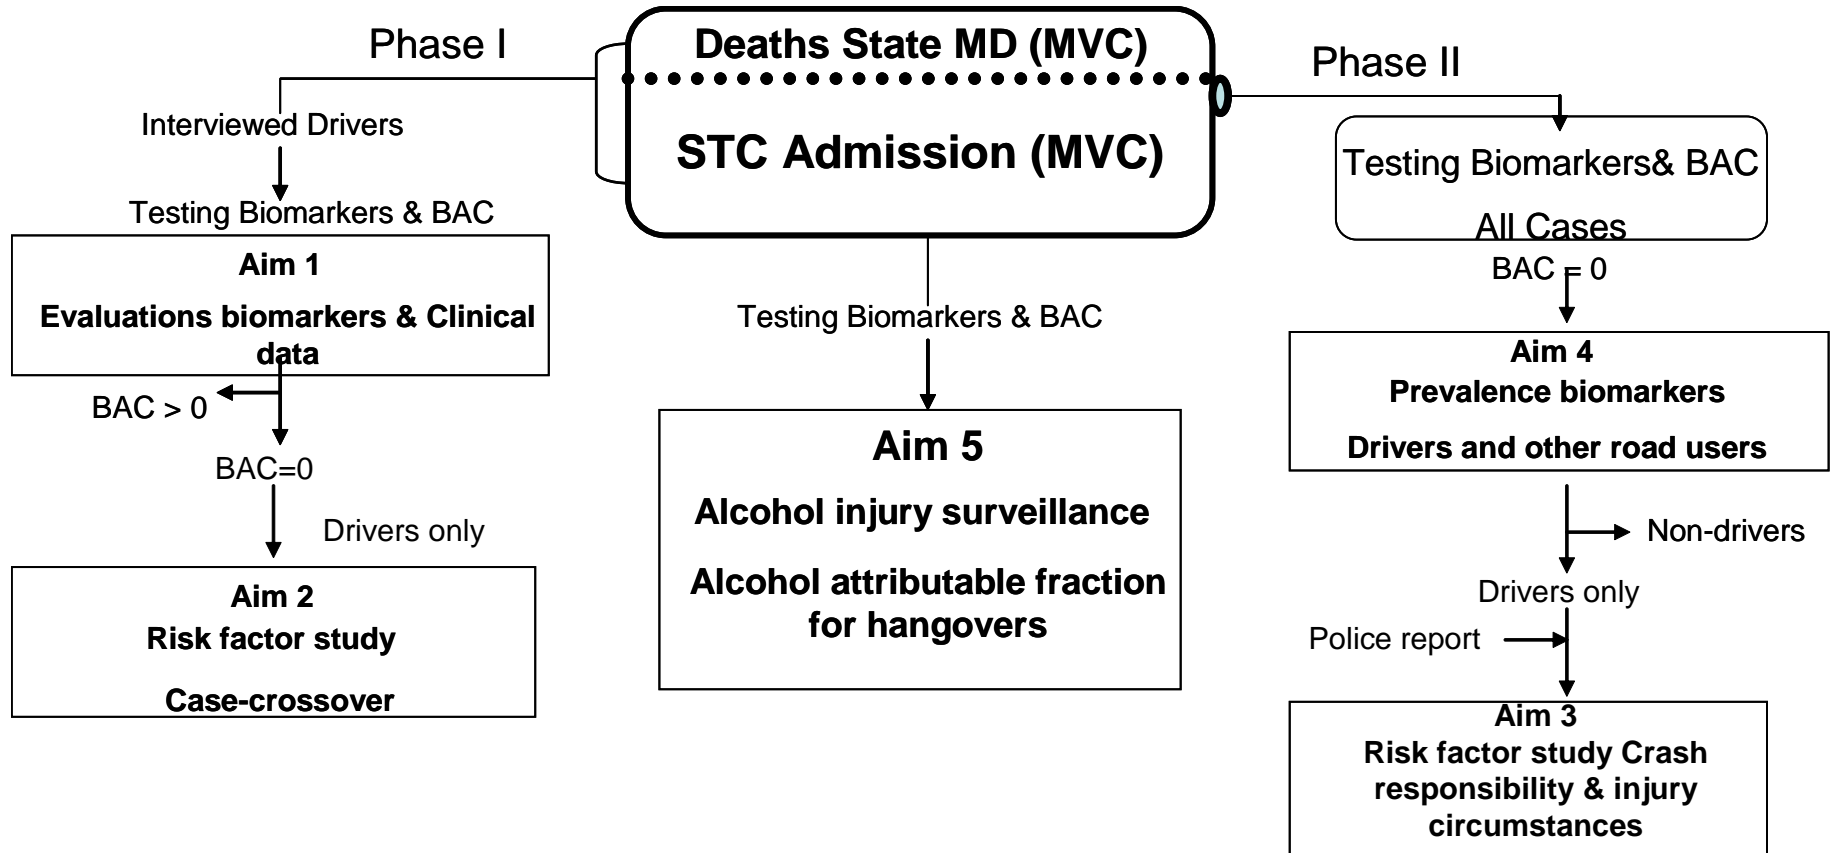 Phase I
Deaths State MD (MVC)
Phase II
STC Admission (MVC)
Interviewed Drivers
Testing Biomarkers & BAC
Aim 1
Evaluations biomarkers & Clinical
data
BAC > 0
BAC=0
Drivers only
Aim 2
Risk factor study
Case-crossover
Testing Biomarkers & BAC
Aim 5
Alcohol injury surveillance
Alcohol attributable fraction
for hangovers
Testing Biomarkers& BAC
All Cases
BAC = 0
Aim 4
Prevalence biomarkers
Drivers and other road users
Non-drivers
Drivers only
Police report
Aim 3
Risk factor study Crash
responsibility & injury
circumstances